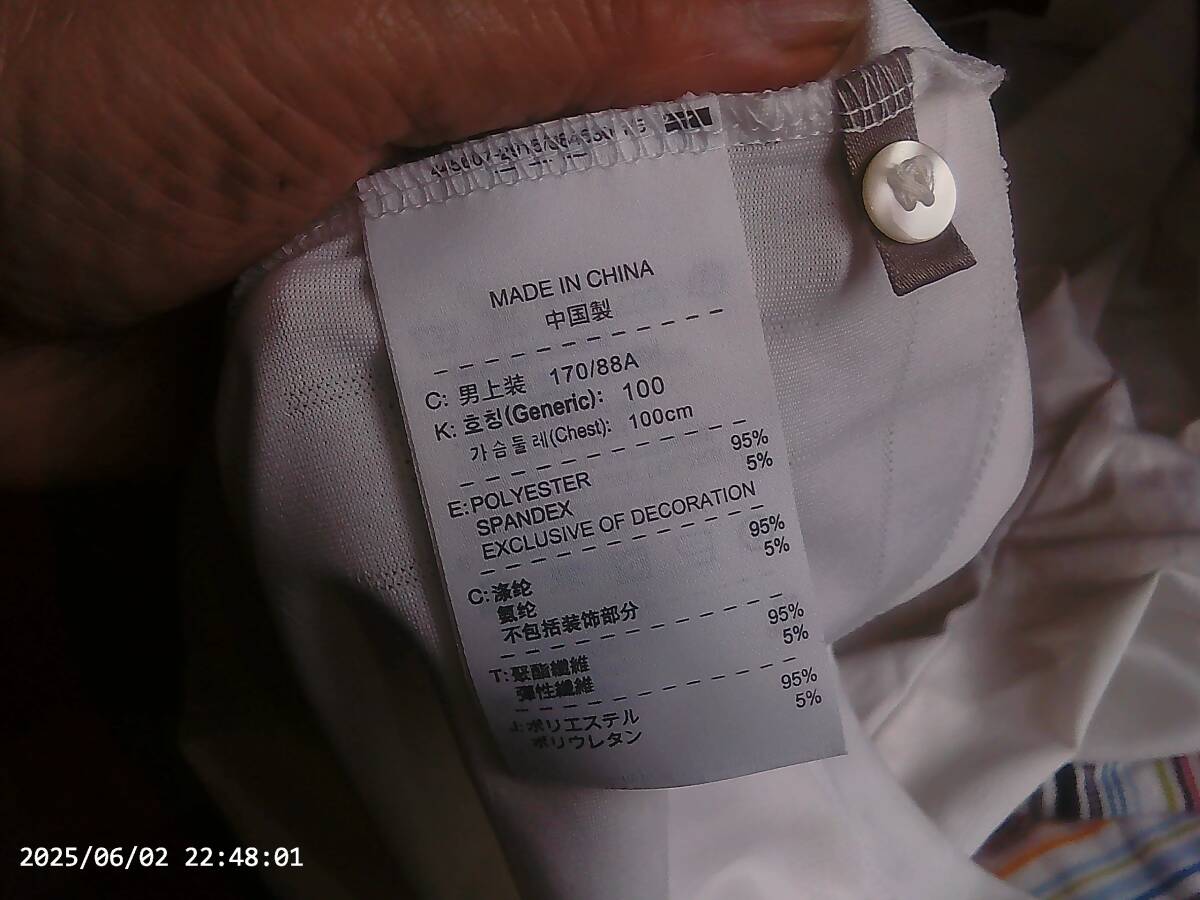 MADE IN CHINA
中国製
C: 男上装 170/88A
K: 호칭(Generic): 100
가슴둘레(Chest): 100cm
E: POLYESTER 95%
SPANDEX 5%
EXCLUSIVE OF DECORATION
C: 涤纶 95%
氨纶 5%
不包括装饰部分
T: 聚酯纖維 95%
彈性纖維 5%
J: ポリエステル 95%
ポリウレタン 5%
2025/06/02 22:48:01